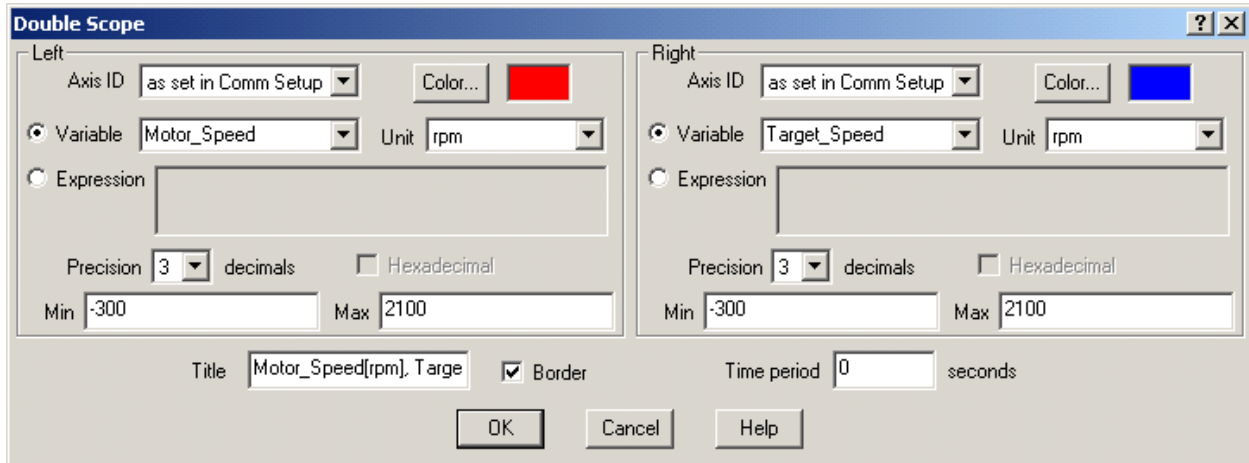 Double Scope
Left
Axis ID as set in Comm Setup Color...
Variable Motor_Speed Unit rpm
Expression
Precision 3 decimals Hexadecimal
Min -300 Max 2100
Right
Axis ID as set in Comm Setup Color...
Variable Target_Speed Unit rpm
Expression
Precision 3 decimals Hexadecimal
Min -300 Max 2100
Title Motor_Speed[rpm], Targe Border Time period 0 seconds
OK Cancel Help